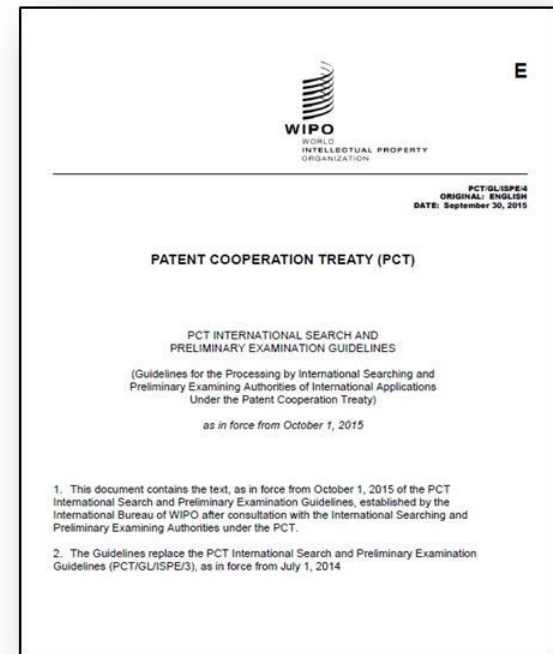 E
WIPO
WORLD
INTELLECTUAL PROPERTY
ORGANIZATION
PCT/GL/ISPE/4
ORIGINAL: ENGLISH
DATE: September 30, 2015
PATENT COOPERATION TREATY (PCT)
PCT INTERNATIONAL SEARCH AND
PRELIMINARY EXAMINATION GUIDELINES
(Guidelines for the Processing by International Searching and
Preliminary Examining Authorities of International Applications
Under the Patent Cooperation Treaty)
as in force from October 1, 2015
1. This document contains the text, as in force from October 1, 2015 of the PCT
International Search and Preliminary Examination Guidelines, established by the
International Bureau of WIPO after consultation with the International Searching and
Preliminary Examining Authorities under the PCT.
2. The Guidelines replace the PCT International Search and Preliminary Examination
Guidelines (PCT/GL/ISPE/3), as in force from July 1, 2014